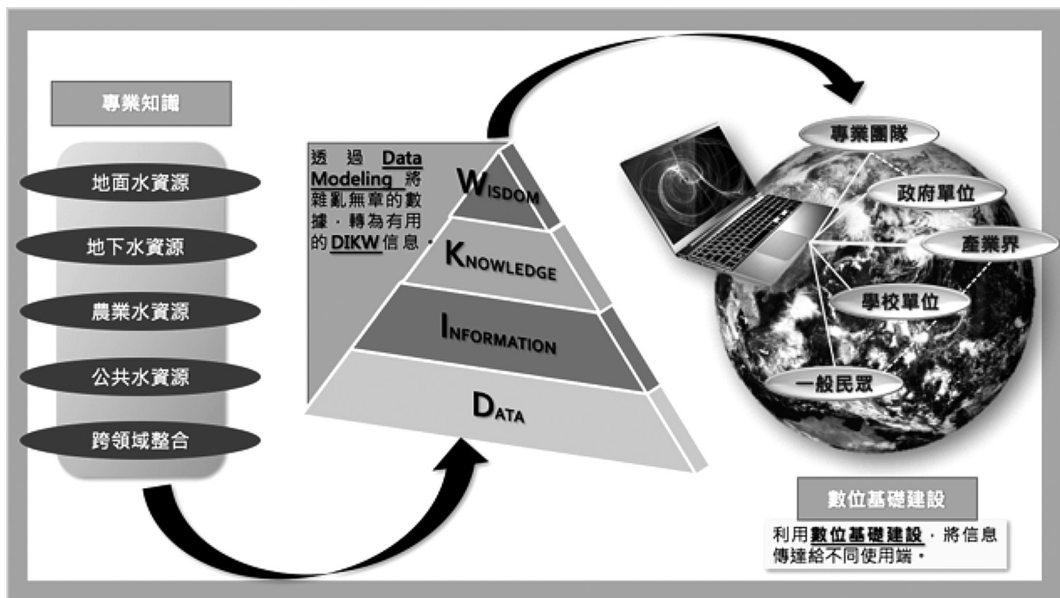 專業知識
地面水資源
地下水資源
農業水資源
公共水資源
跨領域整合
透過 Data
Modeling 將
雜亂無章的數
據，轉為有用
的 DIKW 信息。
WISDOM
KNOWLEDGE
INFORMATION
DATA
專業團隊
政府單位
產業界
學校單位
一般民眾
數位基礎建設
利用數位基礎建設，將信息
傳達給不同使用端。